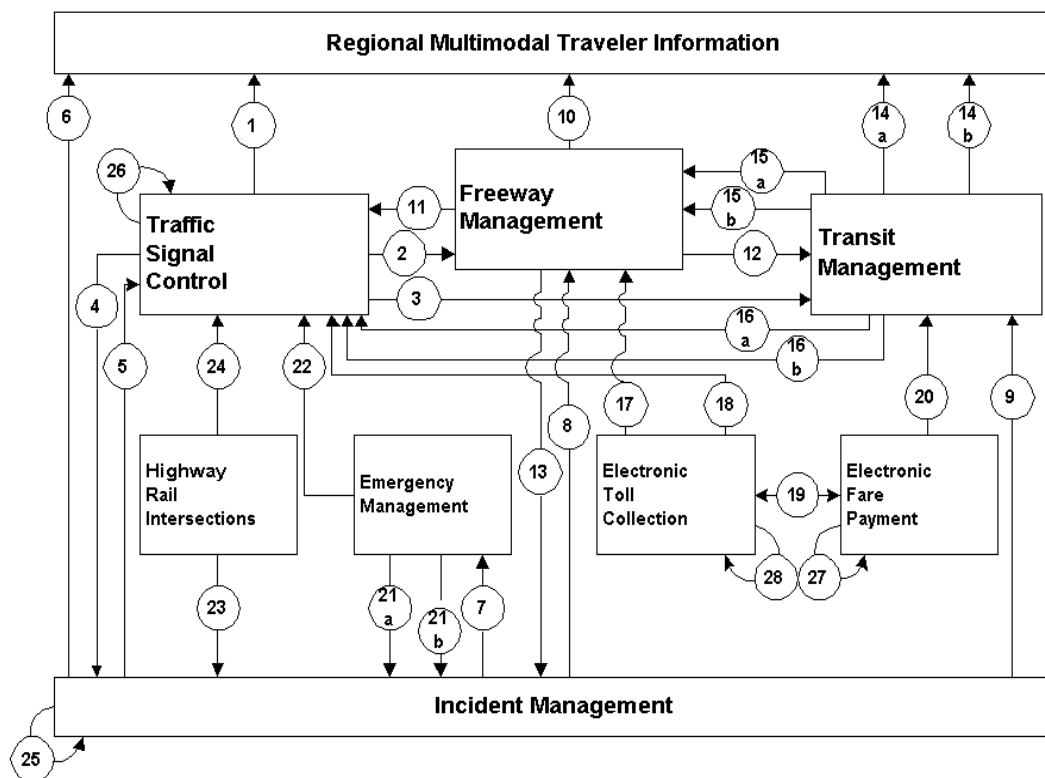 Regional Multimodal Traveler Information
6
1
10
14
a
14
b
26
15
a
Freeway
Management
11
15
b
Traffic
Signal
Control
2
12
Transit
Management
4
3
16
a
16
b
5
24
22
17
18
8
20
9
13
Highway
Rail
Intersections
Emergency
Management
Electronic
Toll
Collection
19
Electronic
Fare
Payment
28
27
23
21
a
21
b
7
Incident Management
25